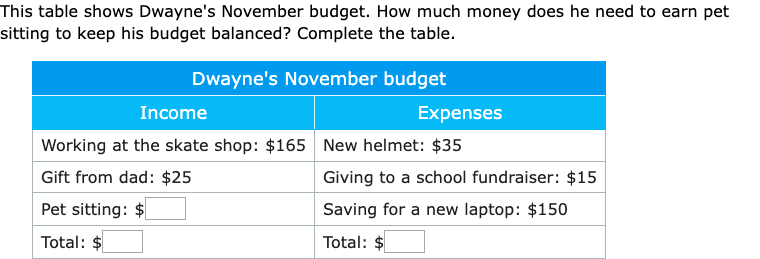 This table shows Dwayne's November budget. How much money does he need to earn pet
sitting to keep his budget balanced? Complete the table.
Dwayne's November budget
Income Expenses
Working at the skate shop: $165 New helmet: $35
Gift from dad: $25 Giving to a school fundraiser: $15
Pet sitting: $ Saving for a new laptop: $150
Total: $ Total: $